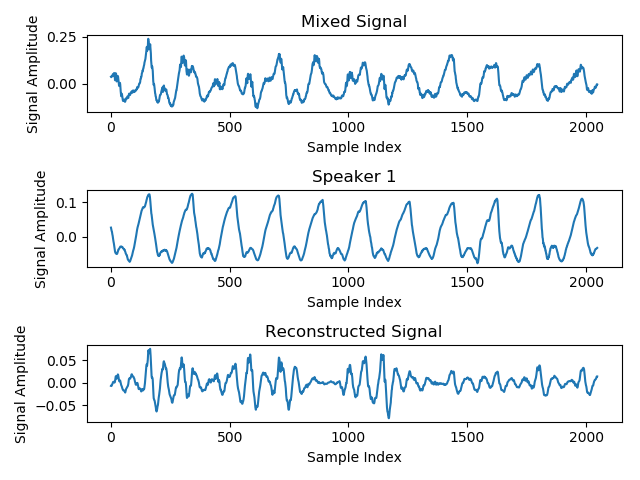 Mixed Signal
Signal Amplitude
0.25
0.00
0
500
1000
1500
2000
Sample Index
Speaker 1
Signal Amplitude
0.1
0.0
0
500
1000
1500
2000
Sample Index
Reconstructed Signal
Signal Amplitude
0.05
0.00
−0.05
0
500
1000
1500
2000
Sample Index